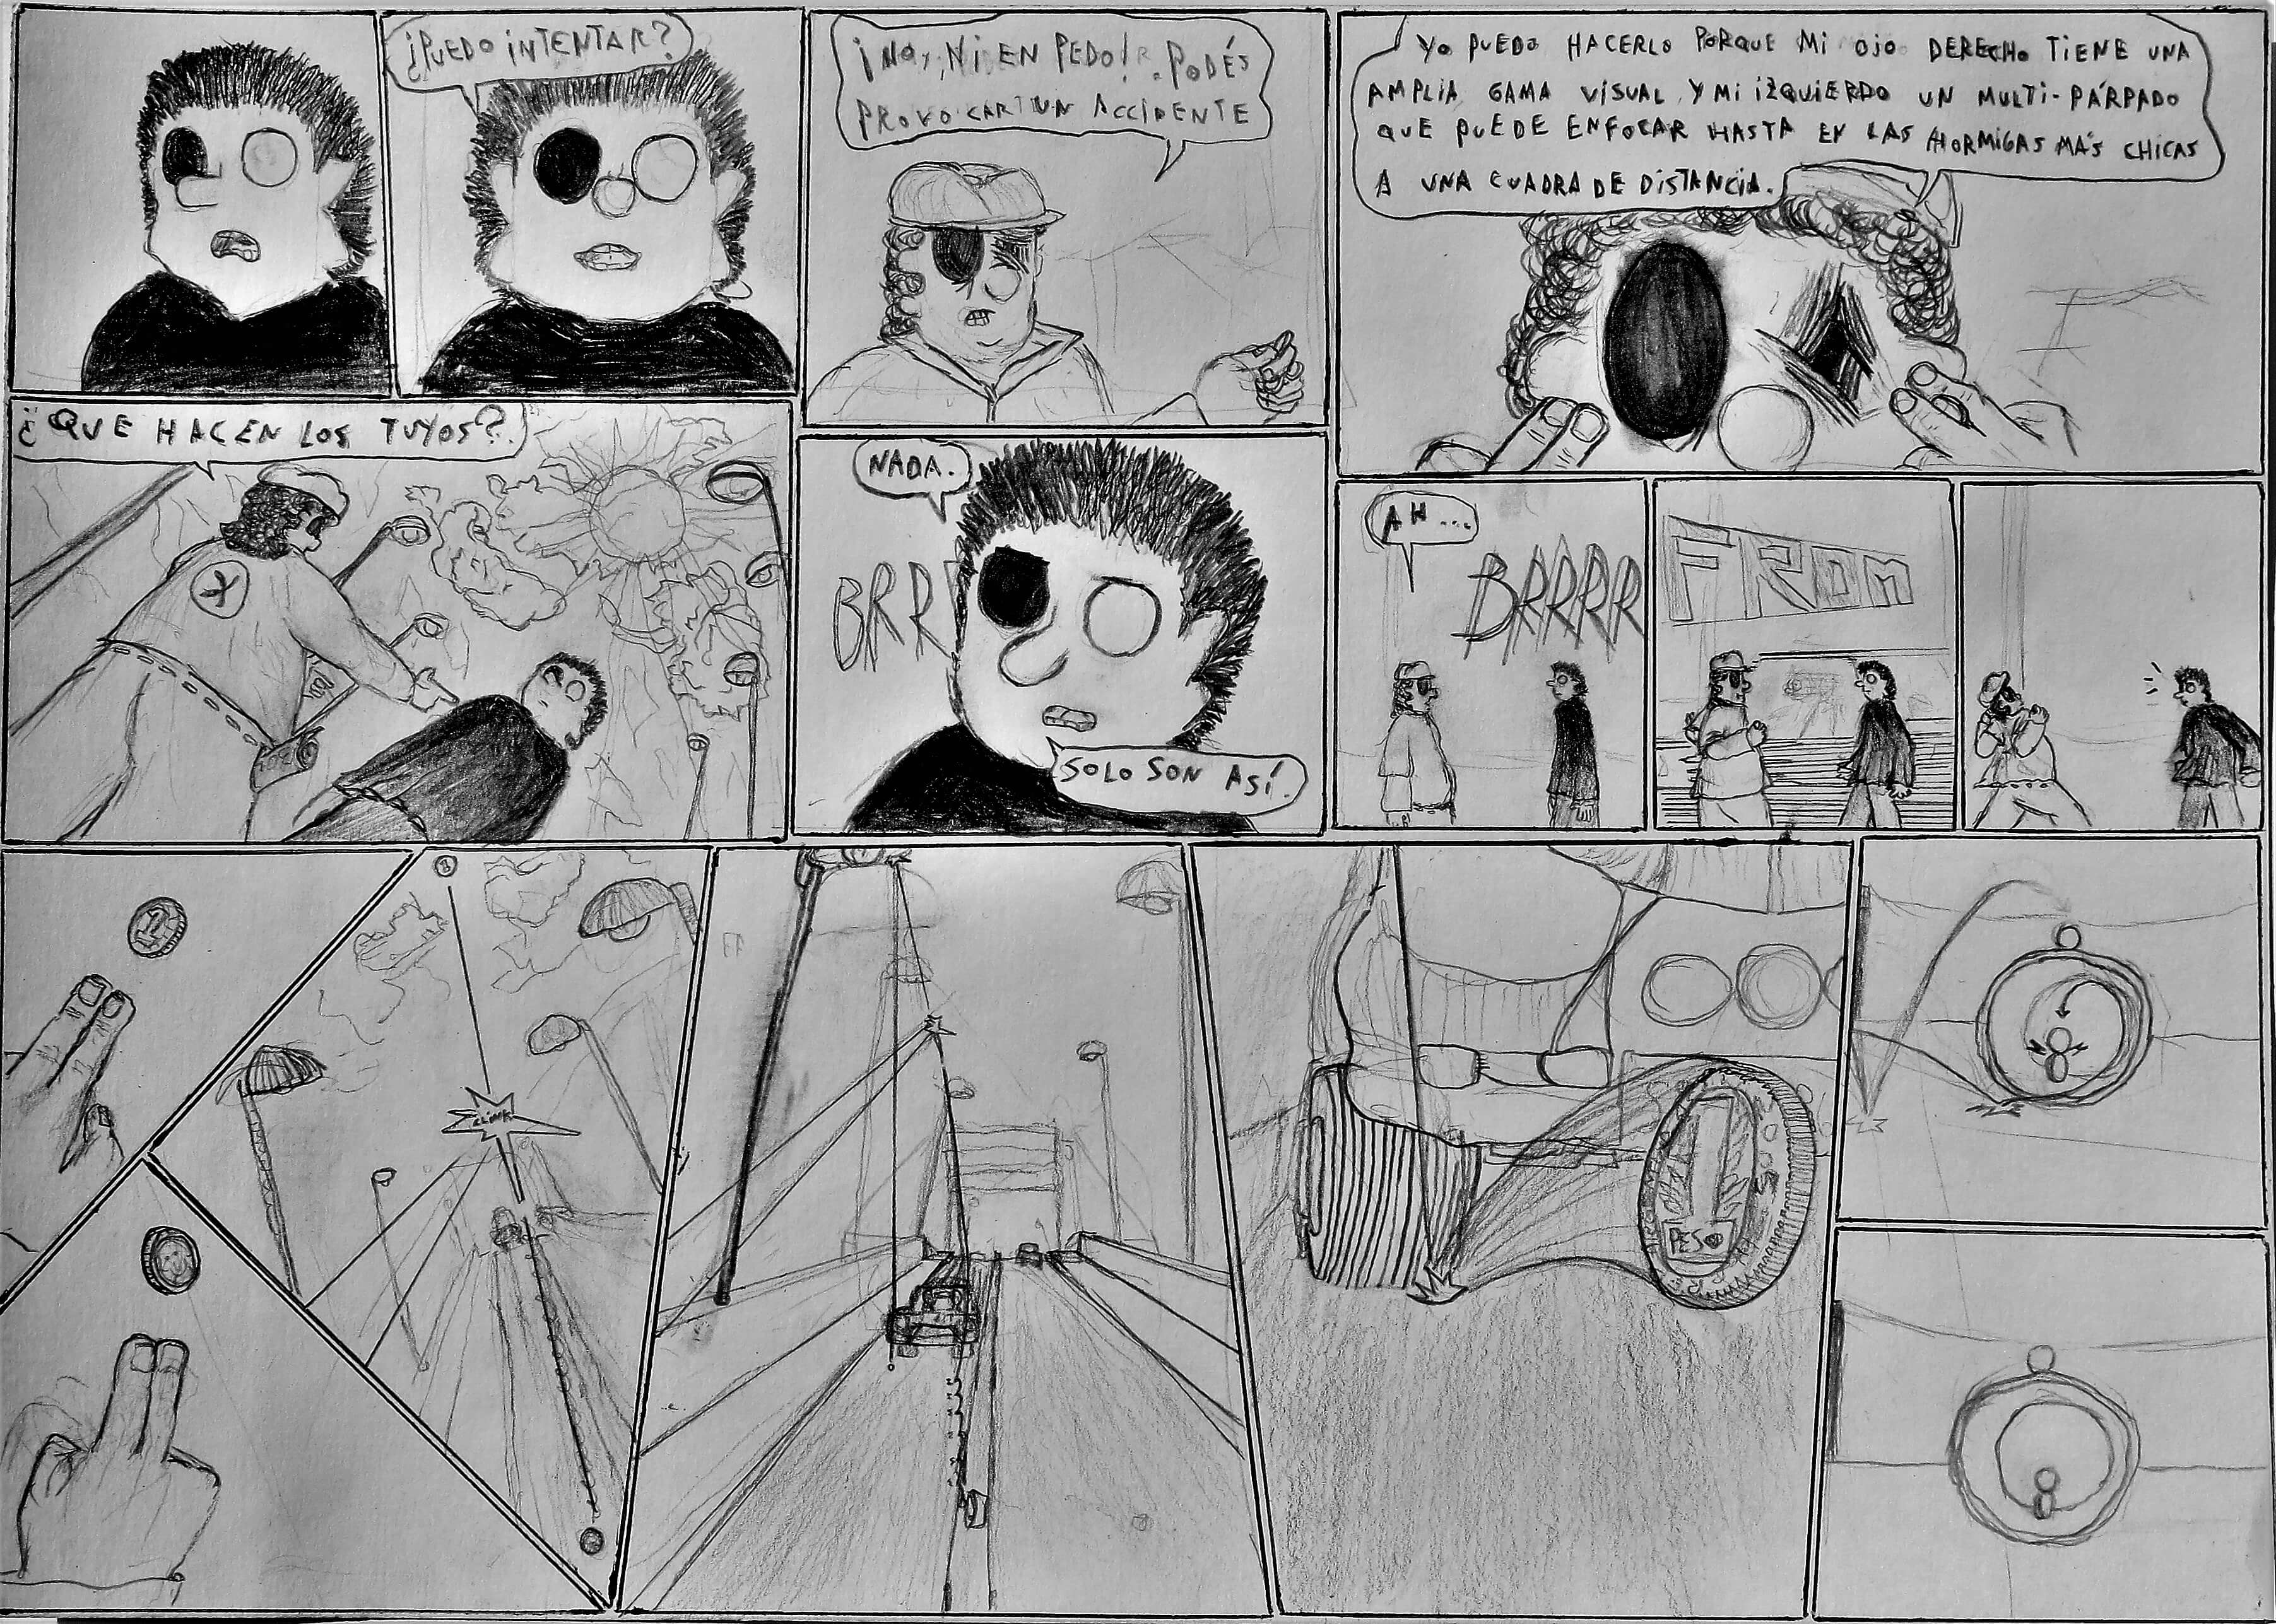 ¿PUEDO INTENTAR?
¡NO, NI EN PEDO! PODÉS
PROVOCAR UN ACCIDENTE
YO PUEDO HACERLO PORQUE MI OJO DERECHO TIENE UNA
AMPLIA GAMA VISUAL, Y MI IZQUIERDO UN MULTI-PÁRPADO
QUE PUEDE ENFOCAR HASTA EN LAS HORMIGAS MÁS CHICAS
A UNA CUADRA DE DISTANCIA.
¿QUE HACEN LOS TUYOS?
NADA.
BRR
SOLO SON ASÍ.
AH...
BRRRR
FROM
1
CLINK!
1
PESO